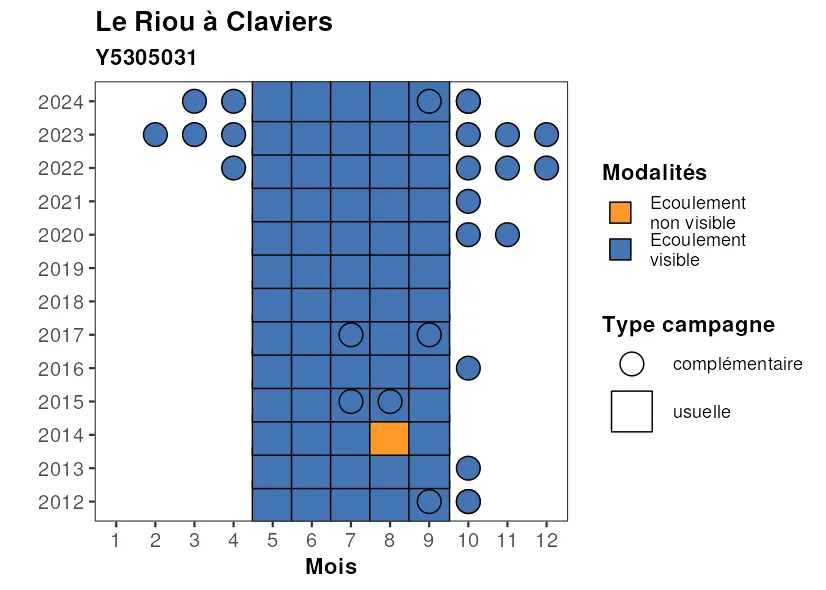 Le Riou à Claviers
Y5305031
2024
2023
2022
2021
2020
2019
2018
2017
2016
2015
2014
2013
2012
1 2 3 4 5 6 7 8 9 10 11 12
Mois
Modalités
Ecoulement
non visible
Ecoulement
visible
Type campagne
complémentaire
usuelle